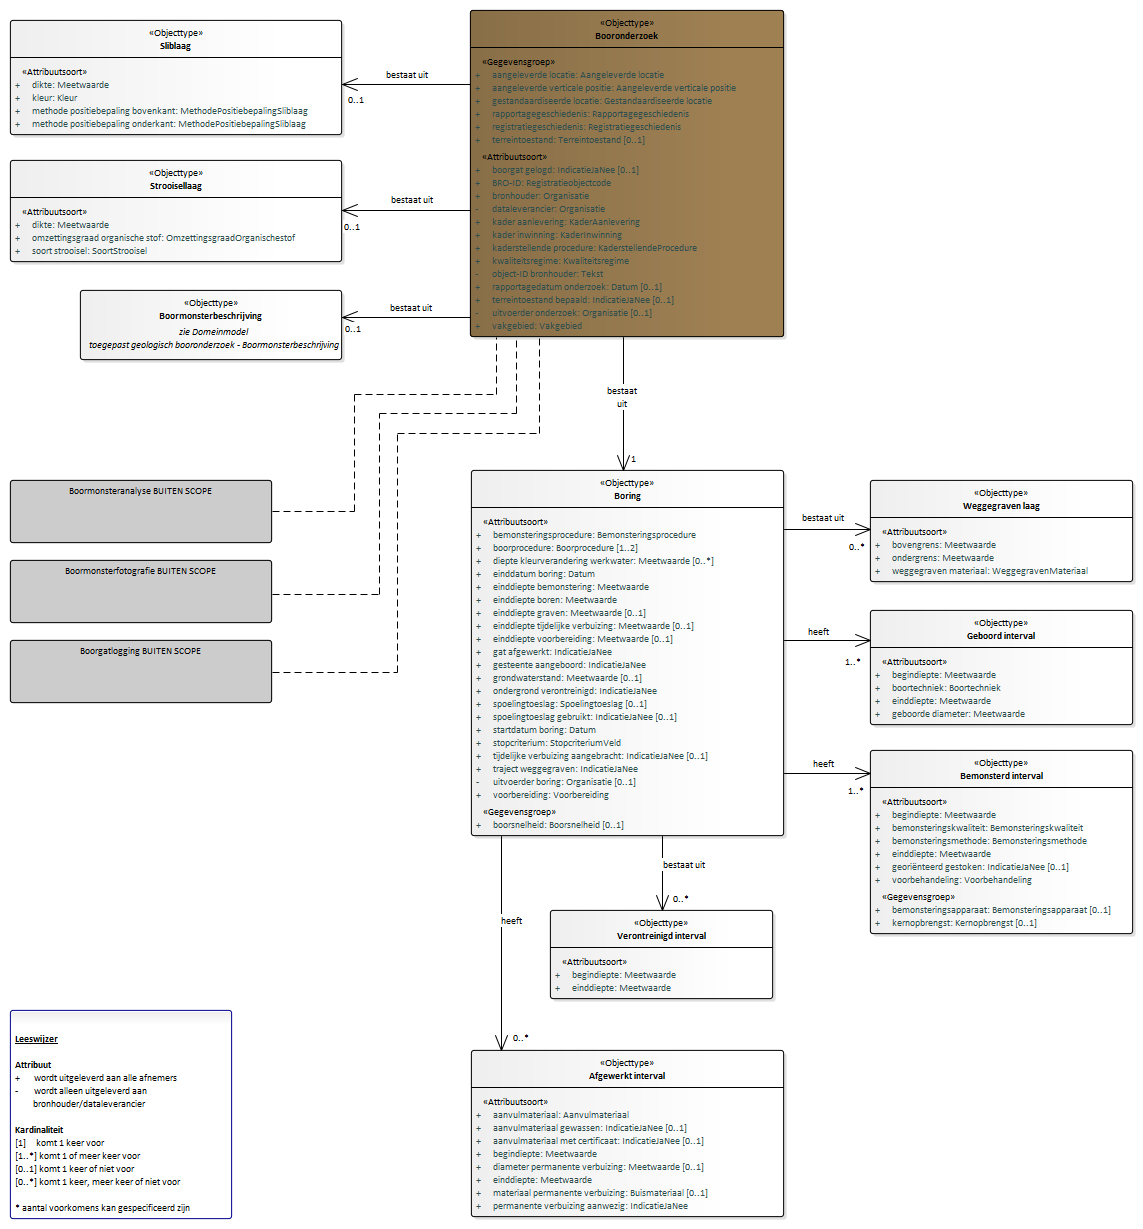 «Objecttype»
Sliblaag
«Attribuutsoort»
+ dikte: Meetwaarde
+ kleur: Kleur
+ methode positiebepaling bovenkant: MethodePositiebepalingSliblaag
+ methode positiebepaling onderkant: MethodePositiebepalingSliblaag
bestaat uit
0..1
«Objecttype»
Booronderzoek
«Gegevensgroep»
+ aangeleverde locatie: Aangeleverde locatie
+ aangeleverde verticale positie: Aangeleverde verticale positie
+ gestandaardiseerde locatie: Gestandaardiseerde locatie
+ rapportagegeschiedenis: Rapportagegeschiedenis
+ registratiegeschiedenis: Registratiegeschiedenis
+ terreintoestand: Terreintoestand [0..1]
«Attribuutsoort»
+ boorgat gelogd: IndicatieJaNee [0..1]
+ BRO-ID: Registratieobjectcode
+ bronhouder: Organisatie
- dataleverancier: Organisatie
+ kader aanlevering: KaderAanlevering
+ kader inwinning: KaderInwinning
+ kaderstellende procedure: KaderstellendeProcedure
+ kwaliteitsregime: Kwaliteitsregime
- object-ID bronhouder: Tekst
+ rapportagedatum onderzoek: Datum [0..1]
+ terreintoestand bepaald: IndicatieJaNee [0..1]
- uitvoerder onderzoek: Organisatie [0..1]
+ vakgebied: Vakgebied
«Objecttype»
Strooisellaag
«Attribuutsoort»
+ dikte: Meetwaarde
+ omzettingsgraad organische stof: OmzettingsgraadOrganischestof
+ soort strooisel: SoortStrooisel
bestaat uit
0..1
«Objecttype»
Boormonsterbeschrijving
zie Domeinmodel
toegepast geologisch booronderzoek - Boormonsterbeschrijving
bestaat uit
0..1
bestaat
uit
1
Boormonsteranalyse BUITEN SCOPE
Boormonsterfotografie BUITEN SCOPE
Boorgatlogging BUITEN SCOPE
«Objecttype»
Boring
«Attribuutsoort»
+ bemonsteringsprocedure: Bemonsteringsprocedure
+ boorprocedure: Boorprocedure [1..2]
+ diepte kleurverandering werkwater: Meetwaarde [0..*]
+ einddatum boring: Datum
+ einddiepte bemonstering: Meetwaarde
+ einddiepte boren: Meetwaarde
+ einddiepte graven: Meetwaarde [0..1]
+ einddiepte tijdelijke verbuizing: Meetwaarde [0..1]
+ einddiepte voorbereiding: Meetwaarde [0..1]
+ gat afgewerkt: IndicatieJaNee
+ gesteente aangeboord: IndicatieJaNee
+ grondwaterstand: Meetwaarde [0..1]
+ ondergrond verontreinigd: IndicatieJaNee
+ spoelingtoeslag: Spoelingtoeslag [0..1]
+ spoelingtoeslag gebruikt: IndicatieJaNee [0..1]
+ startdatum boring: Datum
+ stopcriterium: StopcriteriumVeld
+ tijdelijke verbuizing aangebracht: IndicatieJaNee [0..1]
+ traject weggegraven: IndicatieJaNee
- uitvoerder boring: Organisatie [0..1]
+ voorbereiding: Voorbereiding
«Gegevensgroep»
+ boorsnelheid: Boorsnelheid [0..1]
bestaat uit
0..*
«Objecttype»
Weggegraven laag
«Attribuutsoort»
+ bovengrens: Meetwaarde
+ ondergrens: Meetwaarde
+ weggegraven materiaal: WeggegravenMateriaal
heeft
1..*
«Objecttype»
Geboord interval
«Attribuutsoort»
+ begindiepte: Meetwaarde
+ boortechniek: Boortechniek
+ einddiepte: Meetwaarde
+ geboorde diameter: Meetwaarde
heeft
1..*
«Objecttype»
Bemonsterd interval
«Attribuutsoort»
+ begindiepte: Meetwaarde
+ bemonsteringskwaliteit: Bemonsteringskwaliteit
+ bemonsteringsmethode: Bemonsteringsmethode
+ einddiepte: Meetwaarde
+ georiënteerd gestoken: IndicatieJaNee [0..1]
+ voorbehandeling: Voorbehandeling
«Gegevensgroep»
+ bemonsteringsapparaat: Bemonsteringsapparaat [0..1]
+ kernopbrengst: Kernopbrengst [0..1]
bestaat uit
0..*
«Objecttype»
Verontreinigd interval
«Attribuutsoort»
+ begindiepte: Meetwaarde
+ einddiepte: Meetwaarde
heeft
0..*
«Objecttype»
Afgewerkt interval
«Attribuutsoort»
+ aanvulmateriaal: Aanvulmateriaal
+ aanvulmateriaal gewassen: IndicatieJaNee [0..1]
+ aanvulmateriaal met certificaat: IndicatieJaNee [0..1]
+ begindiepte: Meetwaarde
+ diameter permanente verbuizing: Meetwaarde [0..1]
+ einddiepte: Meetwaarde
+ materiaal permanente verbuizing: Buismateriaal [0..1]
+ permanente verbuizing aanwezig: IndicatieJaNee
Leeswijzer
Attribuut
+ wordt uitgeleverd aan alle afnemers
- wordt alleen uitgeleverd aan
bronhouder/dataleverancier
Kardinaliteit
[1] komt 1 keer voor
[1..*] komt 1 of meer keer voor
[0..1] komt 1 keer of niet voor
[0..*] komt 1 keer, meer keer of niet voor
* aantal voorkomens kan gespecificeerd zijn